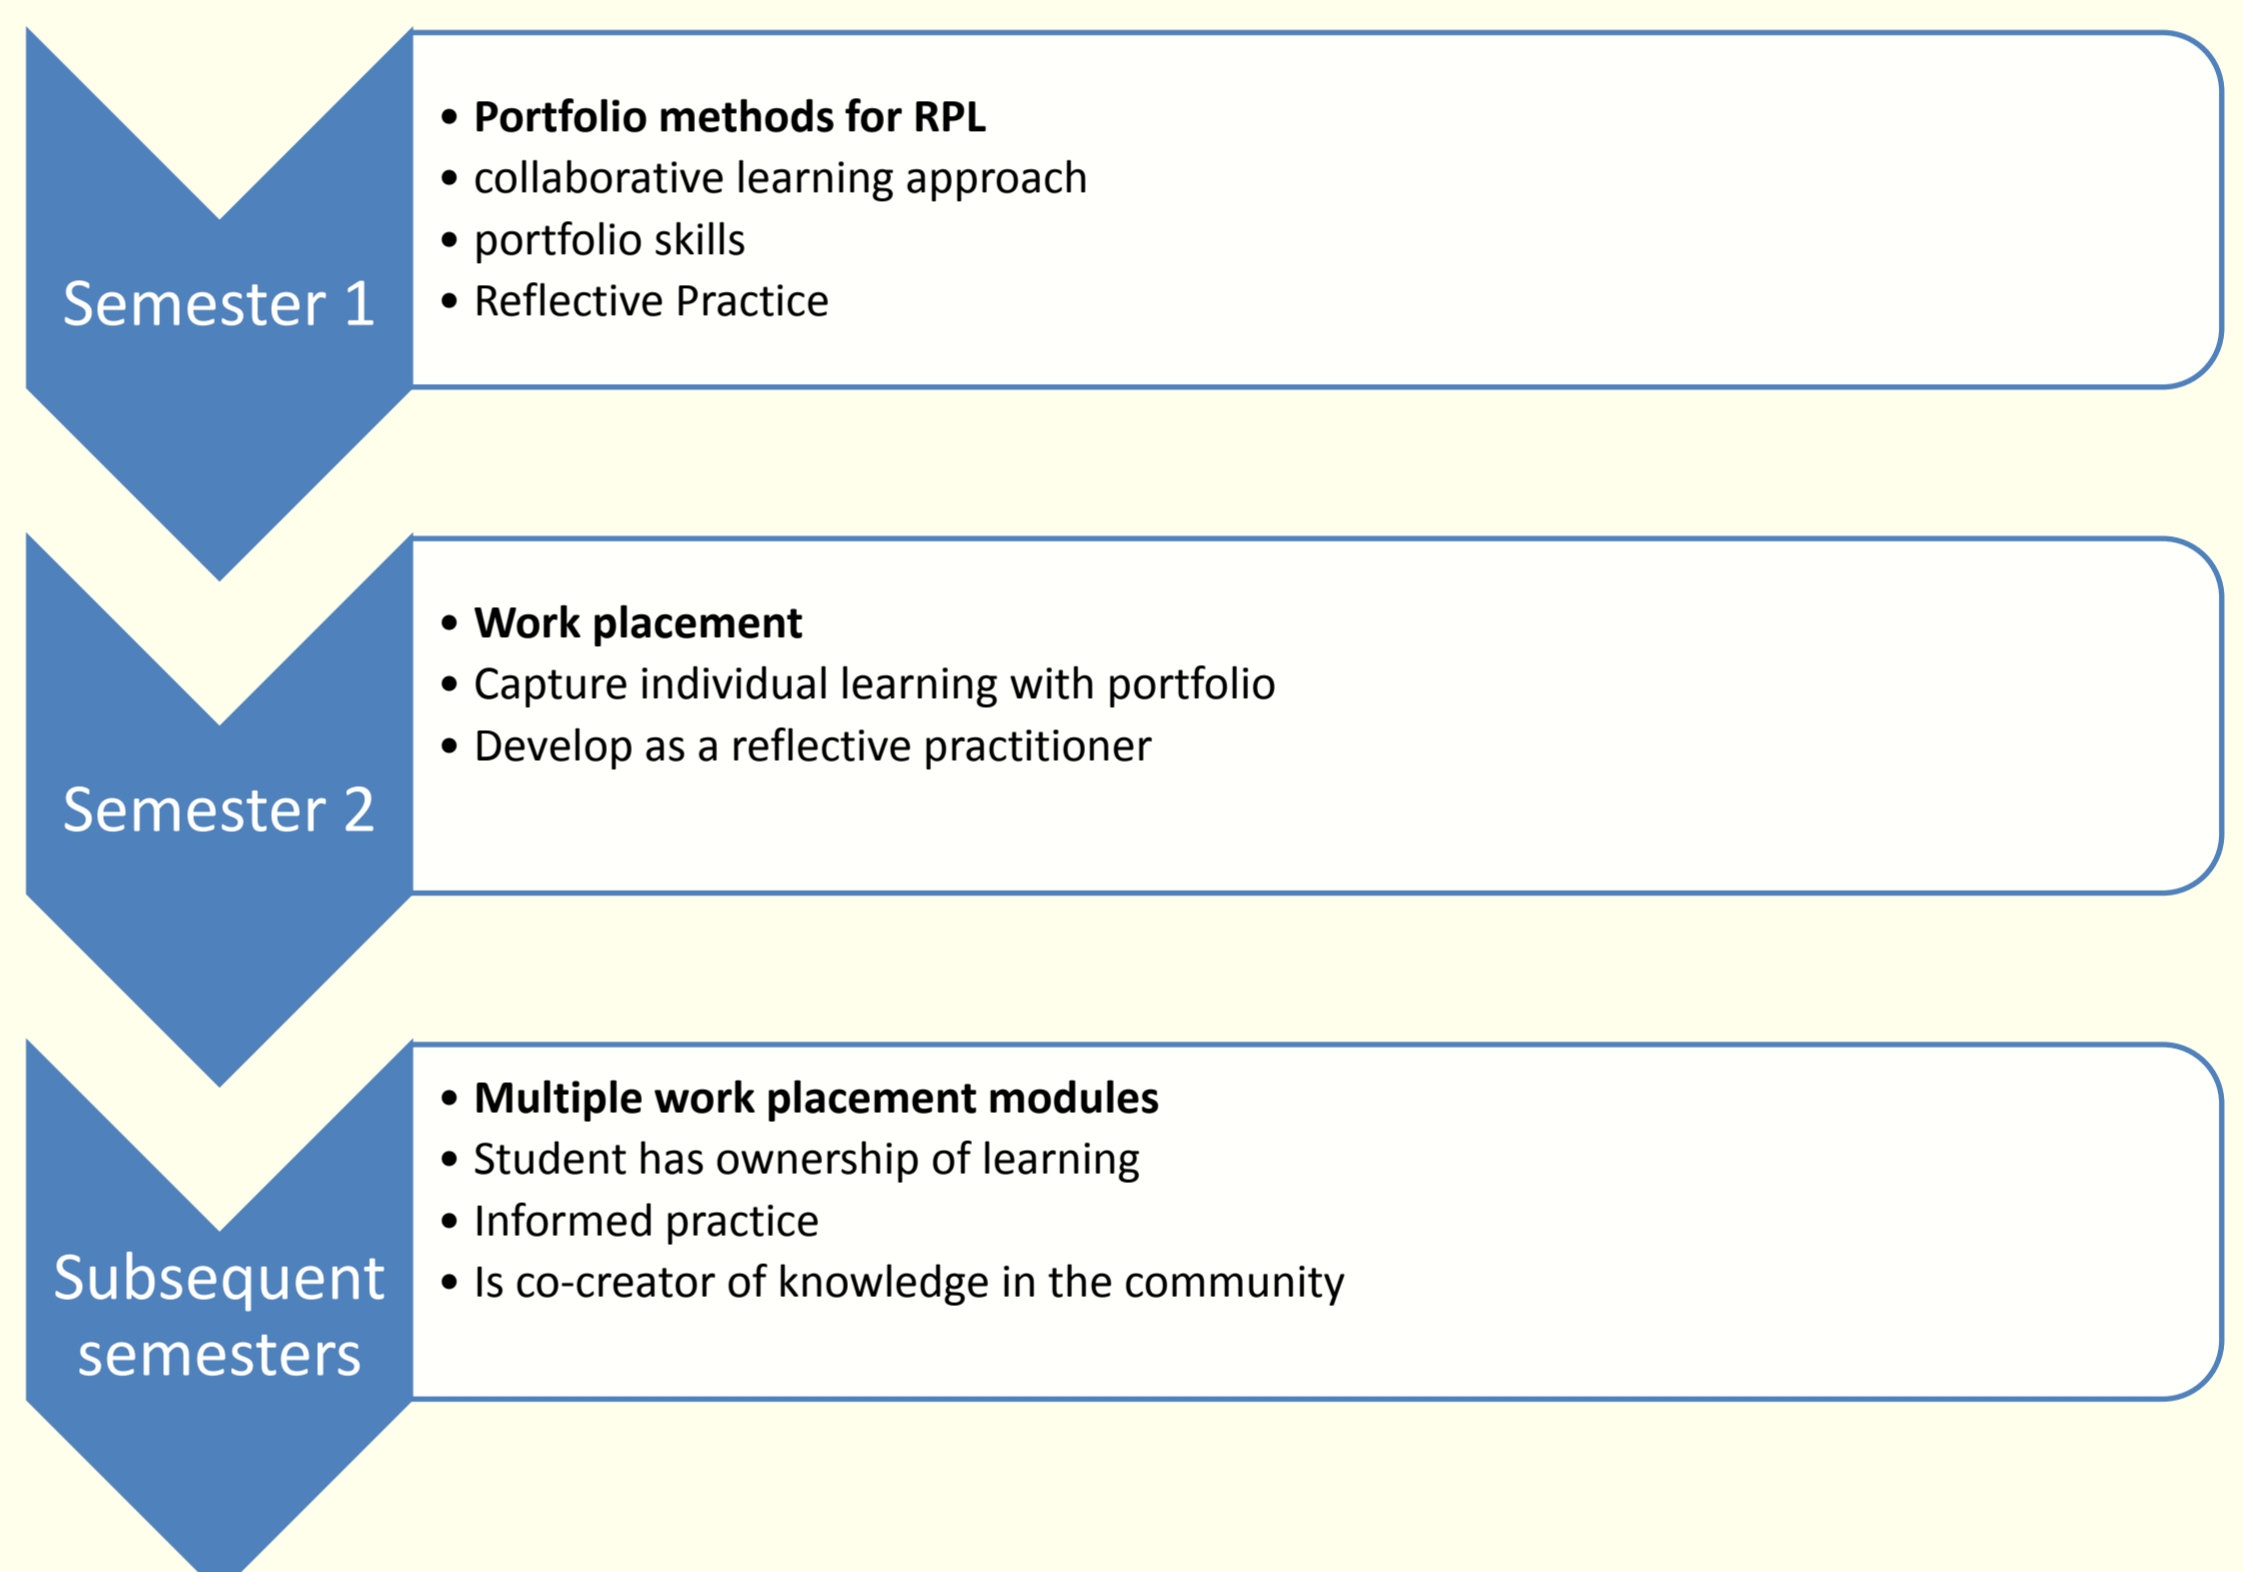 Semester 1
• Portfolio methods for RPL
• collaborative learning approach
• portfolio skills
• Reflective Practice
Semester 2
• Work placement
• Capture individual learning with portfolio
• Develop as a reflective practitioner
Subsequent
semesters
• Multiple work placement modules
• Student has ownership of learning
• Informed practice
• Is co-creator of knowledge in the community